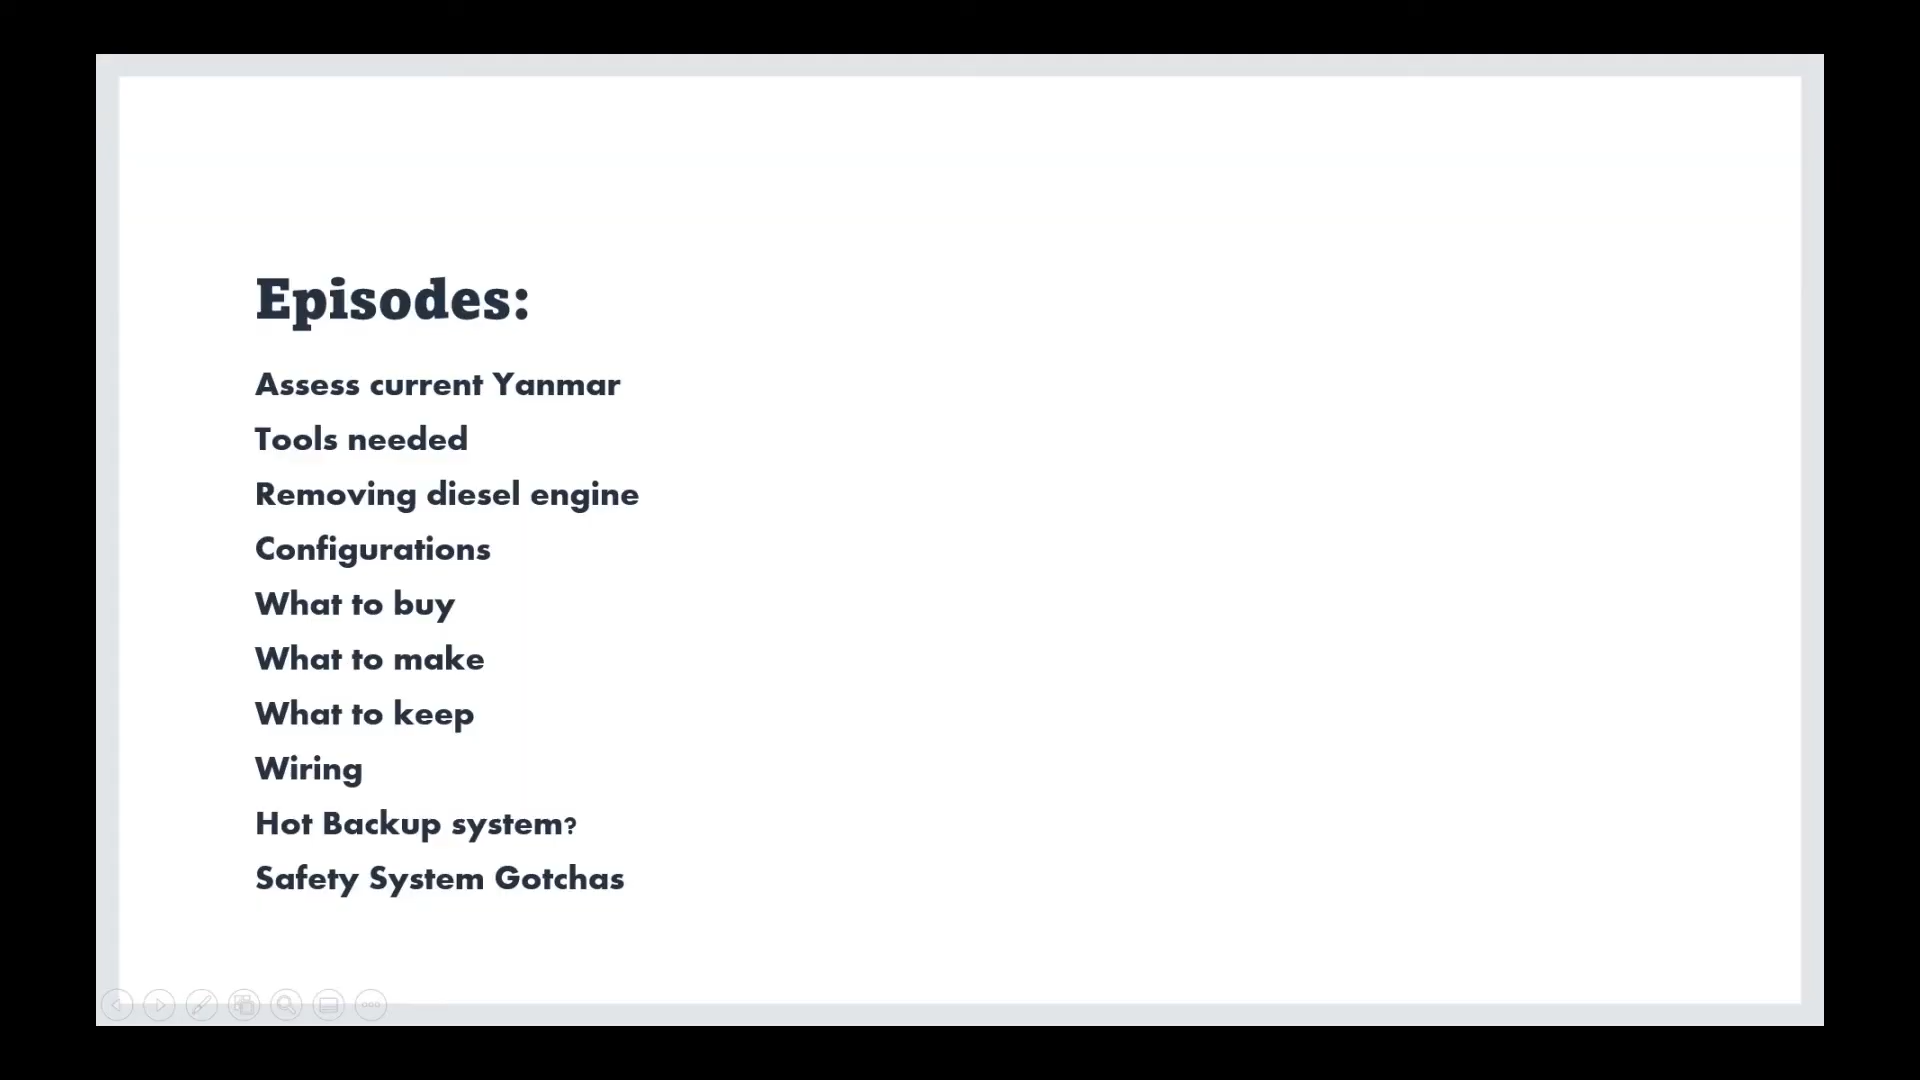 Episodes:
Assess current Yanmar
Tools needed
Removing diesel engine
Configurations
What to buy
What to make
What to keep
Wiring
Hot Backup system?
Safety System Gotchas